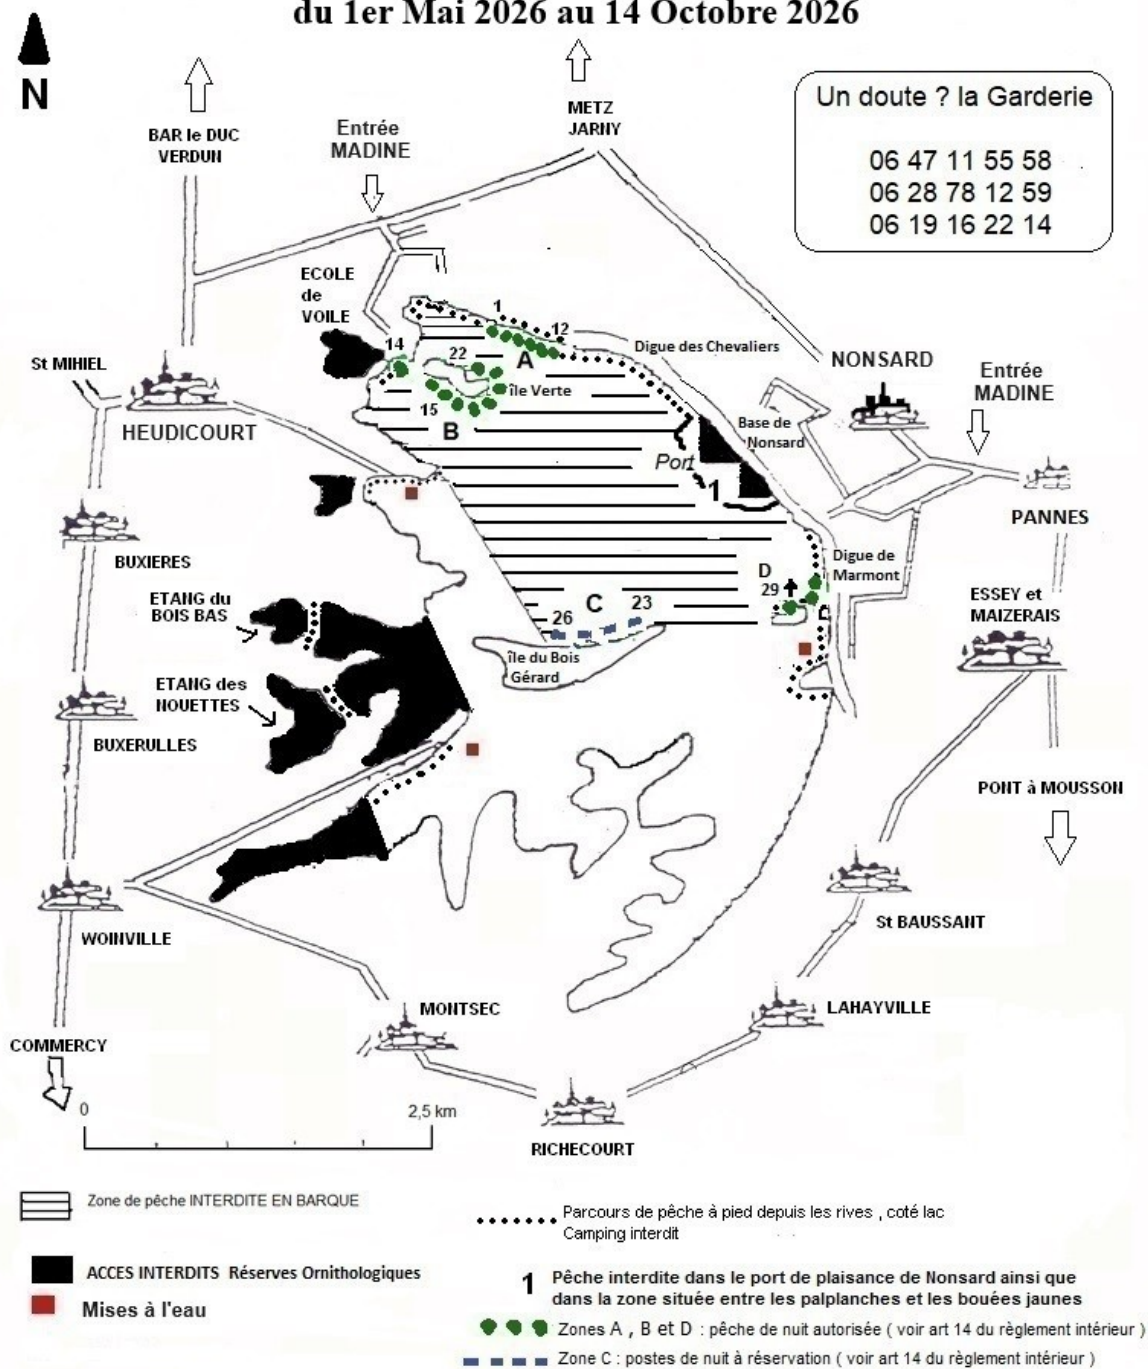 du 1er Mai 2026 au 14 Octobre 2026
N
BAR le DUC
VERDUN
Entrée
MADINE
METZ
JARNY
Un doute ? la Garderie
06 47 11 55 58
06 28 78 12 59
06 19 16 22 14
ECOLE
de
VOILE
1
12
14
22
A
Digue des Chevaliers
St MIHIEL
HEUDICOURT
île Verte
15
B
NONSARD
Entrée
MADINE
Base de
Nonsard
Port
1
PANNES
BUXIERES
Digue de
Marmont
D
29
ETANG du
BOIS BAS
C
23
26
ESSEY et
MAIZERAIS
île du Bois
Gérard
ETANG des
NOUETTES
BUXERULLES
PONT à MOUSSON
WOINVILLE
St BAUSSANT
MONTSEC
LAHAYVILLE
COMMERCY
0
2,5 km
RICHECOURT
Zone de pêche INTERDITE EN BARQUE
Parcours de pêche à pied depuis les rives , coté lac
Camping interdit
ACCES INTERDITS Réserves Ornithologiques
Mises à l'eau
1 Pêche interdite dans le port de plaisance de Nonsard ainsi que
dans la zone située entre les palplanches et les bouées jaunes
Zones A , B et D : pêche de nuit autorisée ( voir art 14 du règlement intérieur )
Zone C : postes de nuit à réservation ( voir art 14 du règlement intérieur )